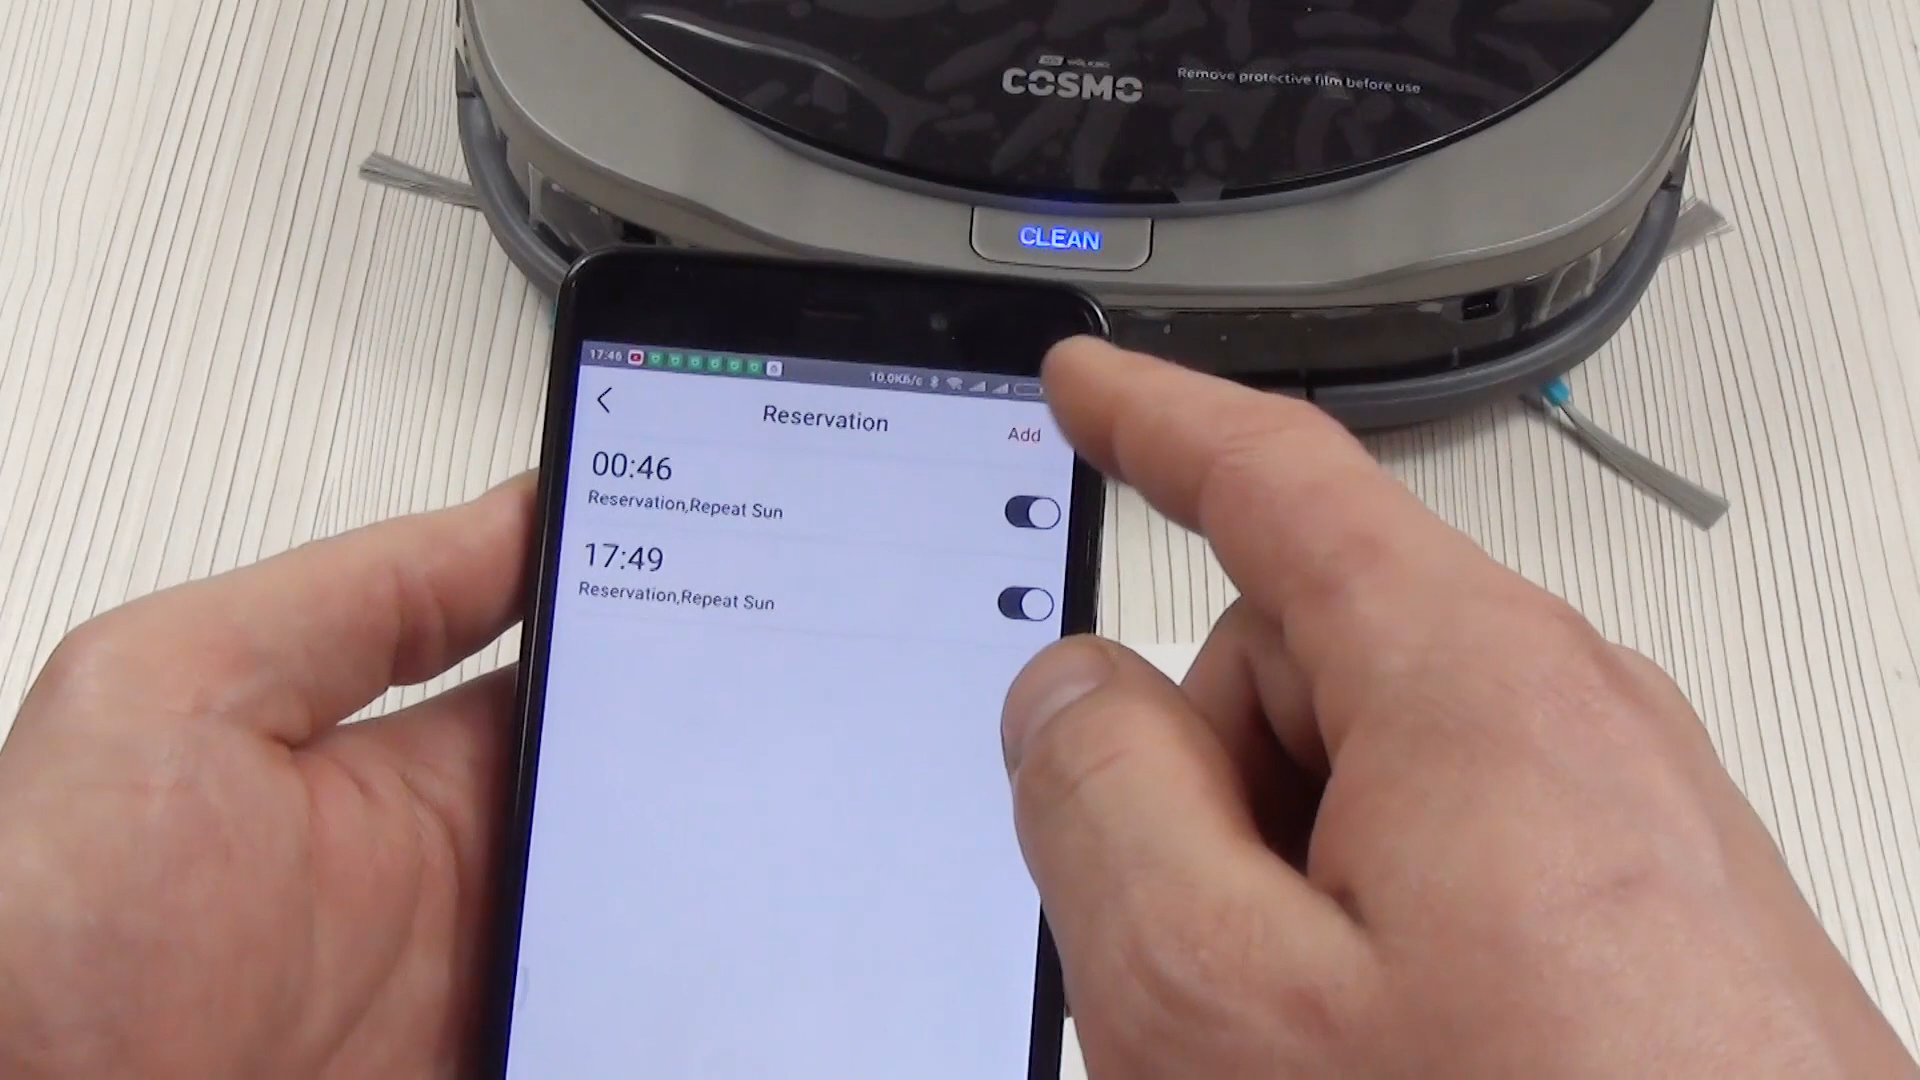 COSMO
Remove protective film before use
CLEAN
17:46
10,0КБ/с
Reservation
Add
00:46
Reservation,Repeat Sun
17:49
Reservation,Repeat Sun